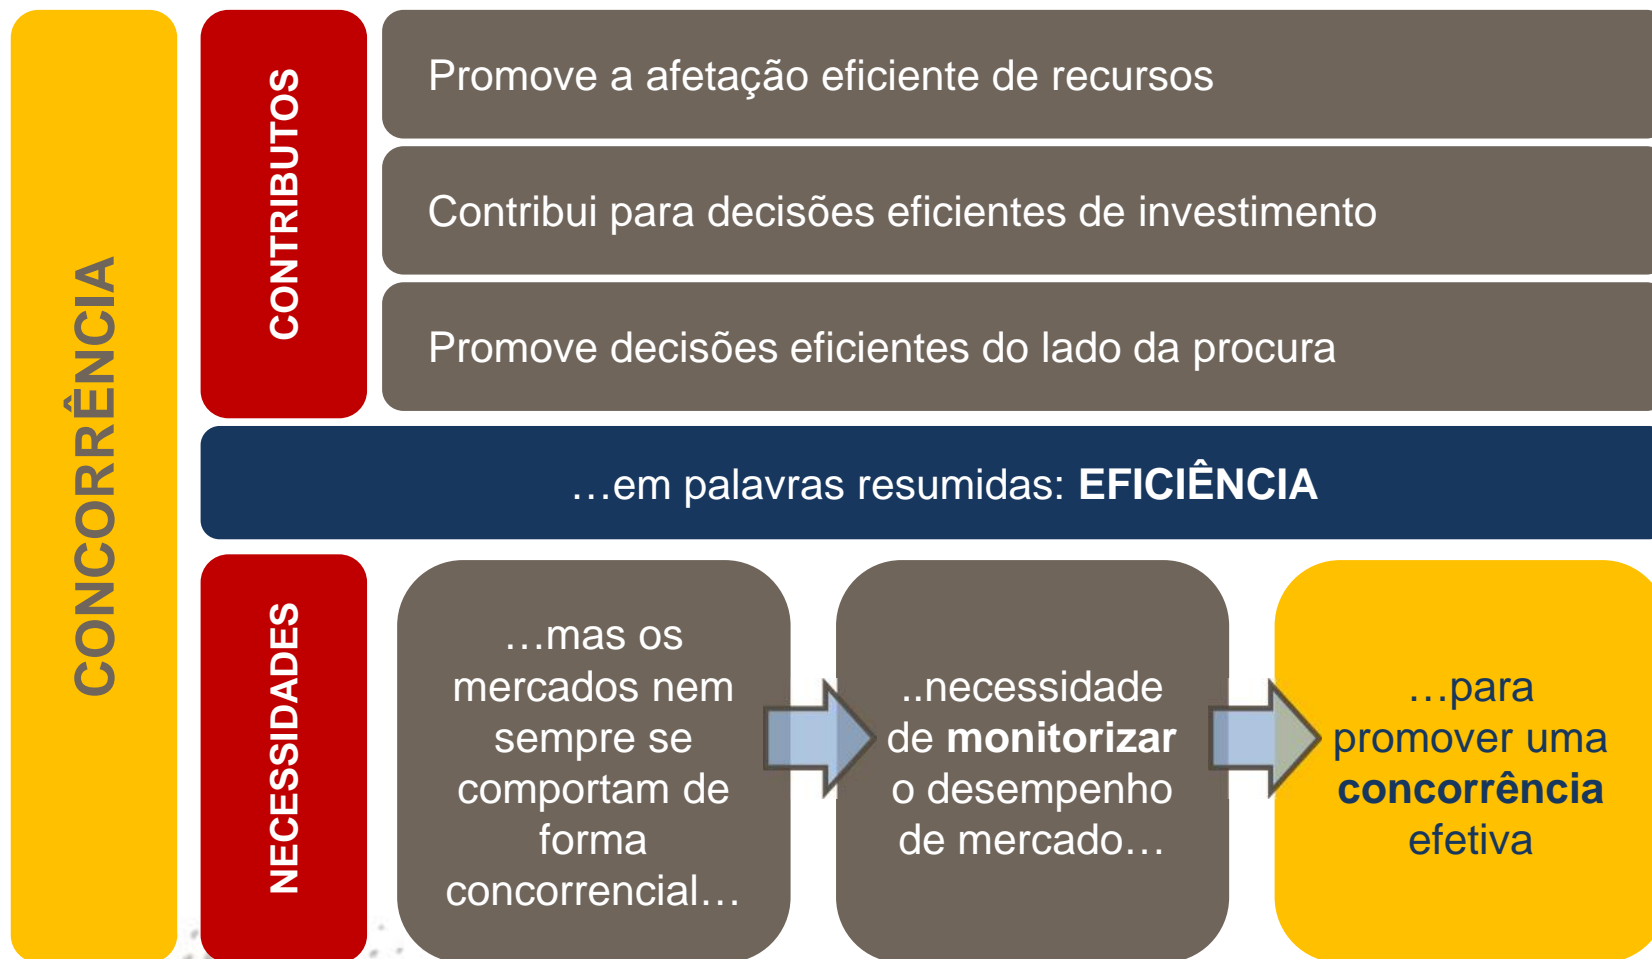 CONCORRÊNCIA
CONTRIBUTOS
Promove a afetação eficiente de recursos
Contribui para decisões eficientes de investimento
Promove decisões eficientes do lado da procura
…em palavras resumidas: EFICIÊNCIA
NECESSIDADES
…mas os
mercados nem
sempre se
comportam de
forma
concorrencial…
..necessidade
de monitorizar
o desempenho
de mercado…
…para
promover uma
concorrência
efetiva